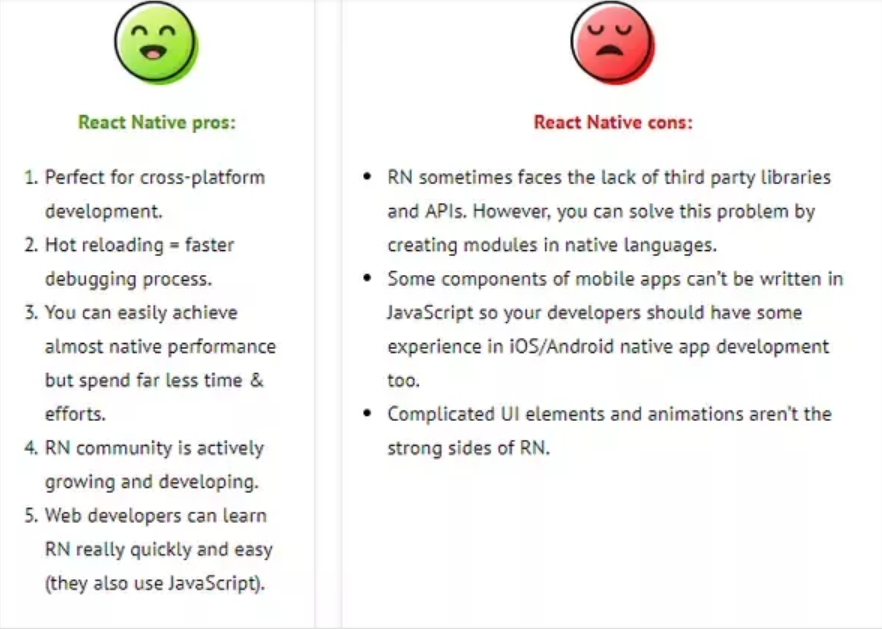 React Native pros:
1. Perfect for cross-platform
development.
2. Hot reloading = faster
debugging process.
3. You can easily achieve
almost native performance
but spend far less time &
efforts.
4. RN community is actively
growing and developing.
5. Web developers can learn
RN really quickly and easy
(they also use JavaScript).
React Native cons:
• RN sometimes faces the lack of third party libraries
and APIs. However, you can solve this problem by
creating modules in native languages.
• Some components of mobile apps can't be written in
JavaScript so your developers should have some
experience in iOS/Android native app development
too.
• Complicated UI elements and animations aren't the
strong sides of RN.